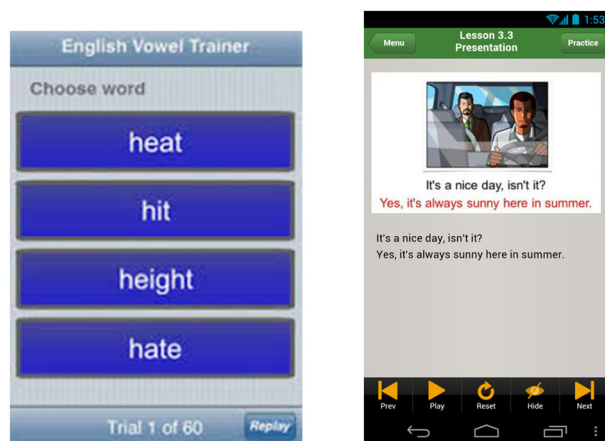 English Vowel Trainer
Choose word
heat
hit
height
hate
Trial 1 of 60
Replay
1:53
Menu
Lesson 3.3
Presentation
Practice
It's a nice day, isn't it?
Yes, it's always sunny here in summer.
It's a nice day, isn't it?
Yes, it's always sunny here in summer.
Prev Play Reset Hide Next